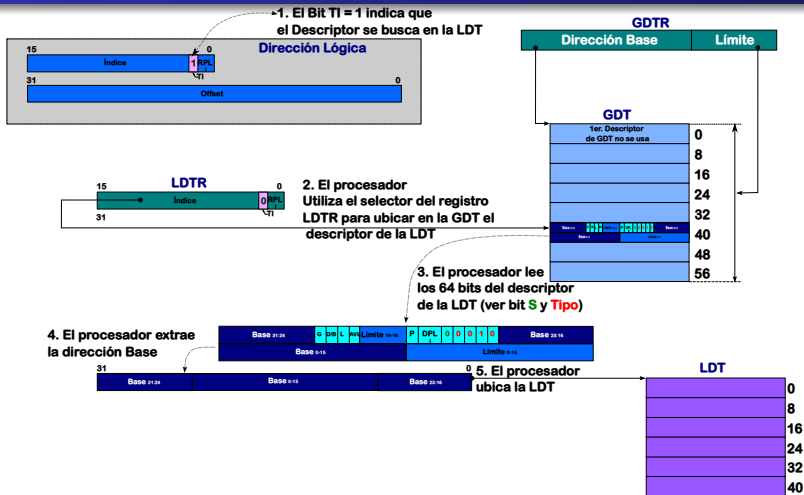 1. El Bit TI = 1 indica que
el Descriptor se busca en la LDT
Dirección Lógica
15 0
Índice 1 RPL
TI
31 0
Offset
GDTR
Dirección Base Límite
GDT
1er. Descriptor
de GDT no se usa
0
8
16
24
32
40
48
56
LDTR
15 0
Índice 0 RPL
TI
31
2. El procesador
Utiliza el selector del registro
LDTR para ubicar en la GDT el
descriptor de la LDT
3. El procesador lee
los 64 bits del descriptor
de la LDT (ver bit S y Tipo)
4. El procesador extrae
la dirección Base
Base 31:24 G D/B L AVL Límite P DPL 0 0 0 1 0 Base 23:16
Base 0-15 Límite 0-15
31 0
Base 31:24 Base 0-15 Base 23:16
5. El procesador
ubica la LDT
LDT
0
8
16
24
32
40